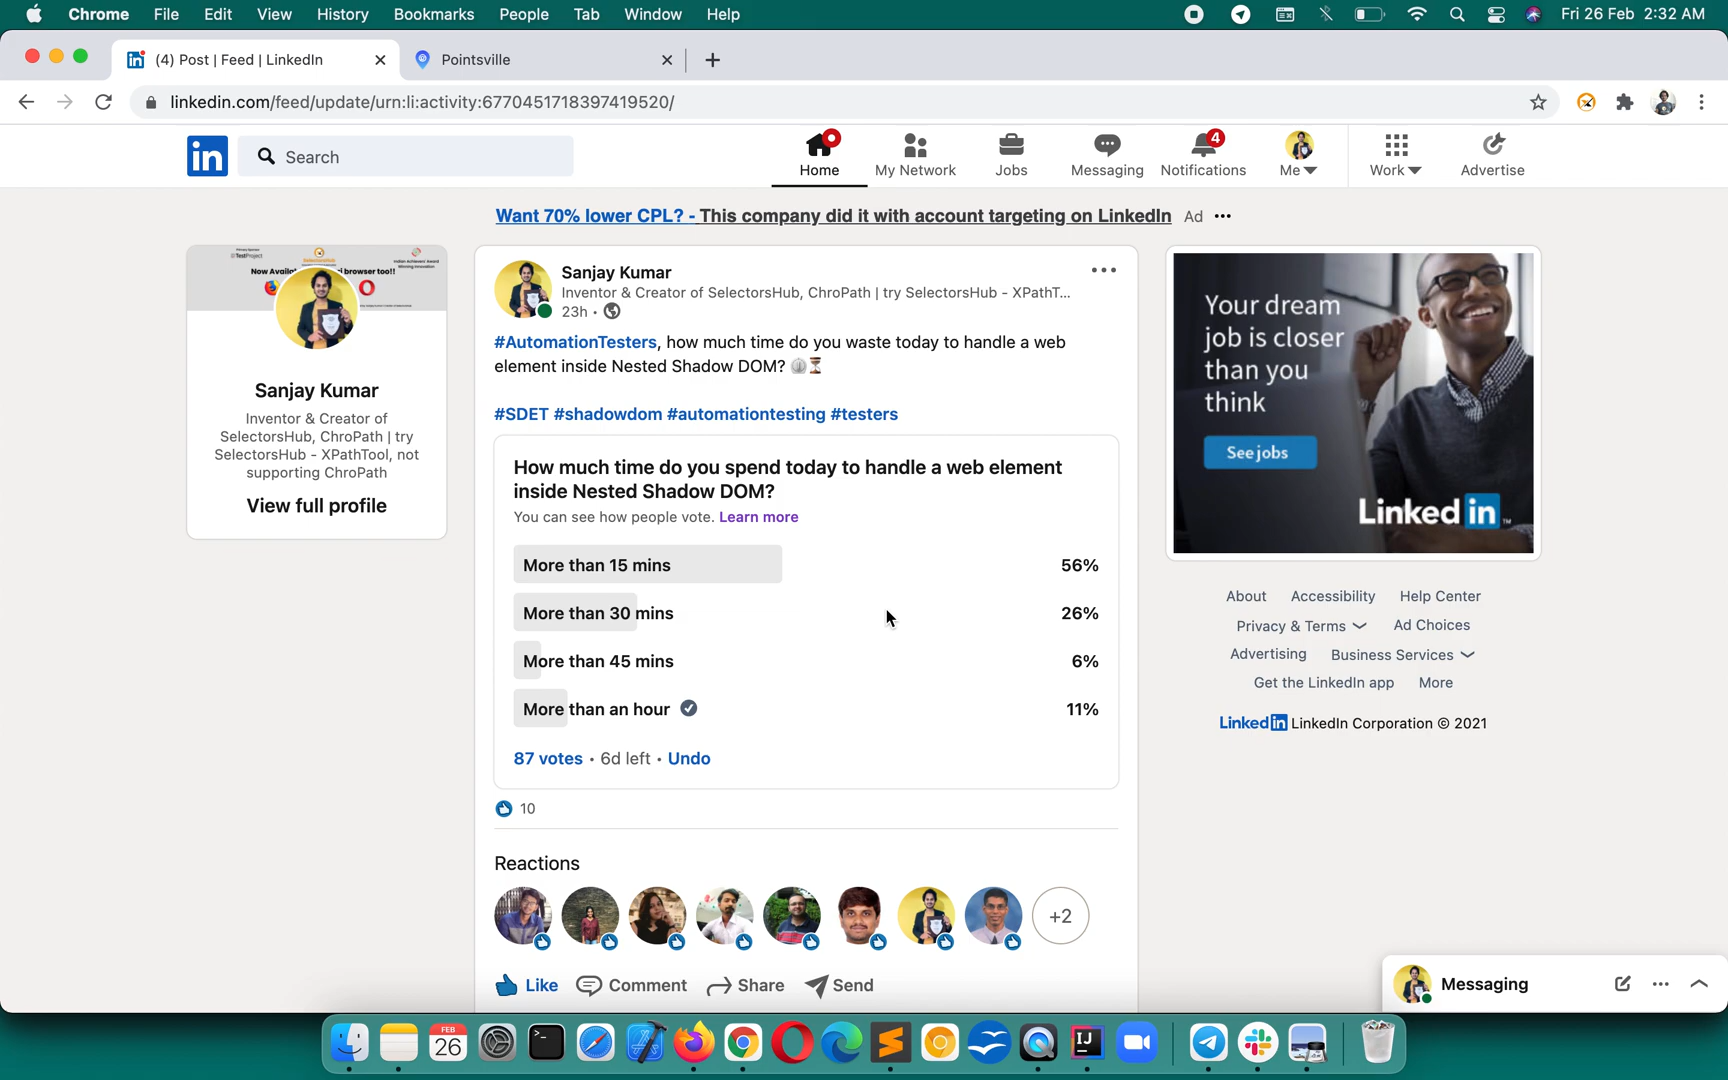 Chrome File Edit View History Bookmarks People Tab Window Help Fri 26 Feb 2:32 AM
(4) Post | Feed | LinkedIn Pointsville
linkedin.com/feed/update/urn:li:activity:6770451718397419520/
in Search Home My Network Jobs Messaging 4 Notifications Me Work Advertise
Want 70% lower CPL? - This company did it with account targeting on LinkedIn Ad
Sanjay Kumar
Inventor & Creator of
SelectorsHub, ChroPath | try
SelectorsHub - XPathTool, not
supporting ChroPath
View full profile
Sanjay Kumar
Inventor & Creator of SelectorsHub, ChroPath | try SelectorsHub - XPathT...
23h •
#AutomationTesters, how much time do you waste today to handle a web
element inside Nested Shadow DOM?
#SDET #shadowdom #automationtesting #testers
How much time do you spend today to handle a web element
inside Nested Shadow DOM?
You can see how people vote. Learn more
More than 15 mins 56%
More than 30 mins 26%
More than 45 mins 6%
More than an hour 11%
87 votes • 6d left • Undo
10
Reactions
+2
Like Comment Share Send
Your dream
job is closer
than you
think
See jobs
Linked in
About Accessibility Help Center
Privacy & Terms Ad Choices
Advertising Business Services
Get the LinkedIn app More
LinkedIn LinkedIn Corporation © 2021
Messaging
FEB
26
IJ